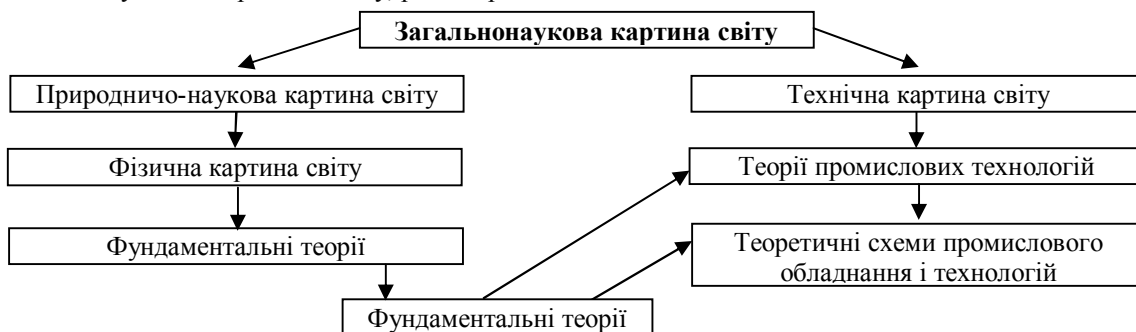 Загальнонаукова картина світу
Природничо-наукова картина світу
Технічна картина світу
Фізична картина світу
Теорії промислових технологій
Фундаментальні теорії
Теоретичні схеми промислового
обладнання і технологій
Фундаментальні теорії